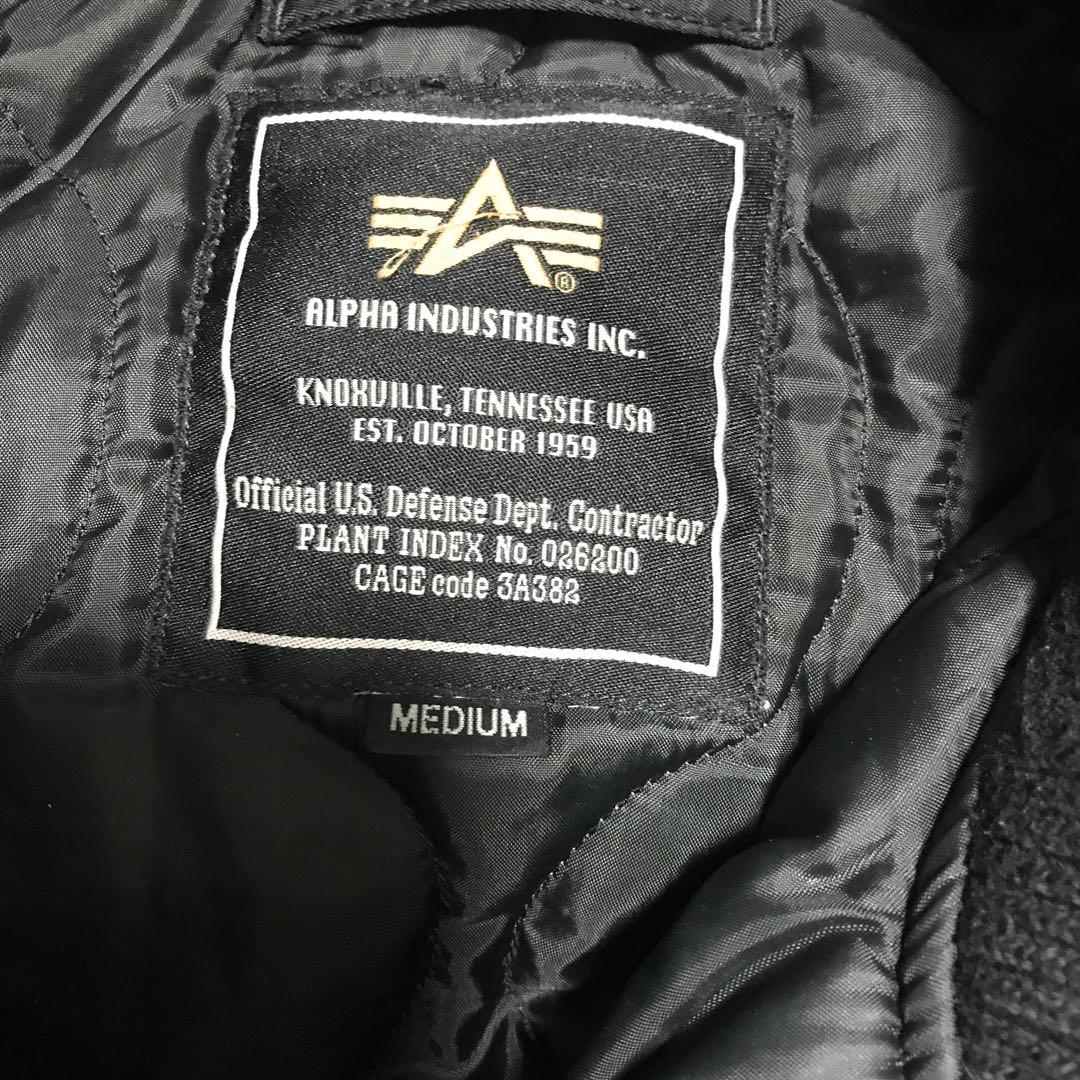 ®
ALPHA INDUSTRIES INC.
KNOXVILLE, TENNESSEE USA
EST. OCTOBER 1959
Official U.S. Defense Dept. Contractor
PLANT INDEX No. 026200
CAGE code 3A382
MEDIUM